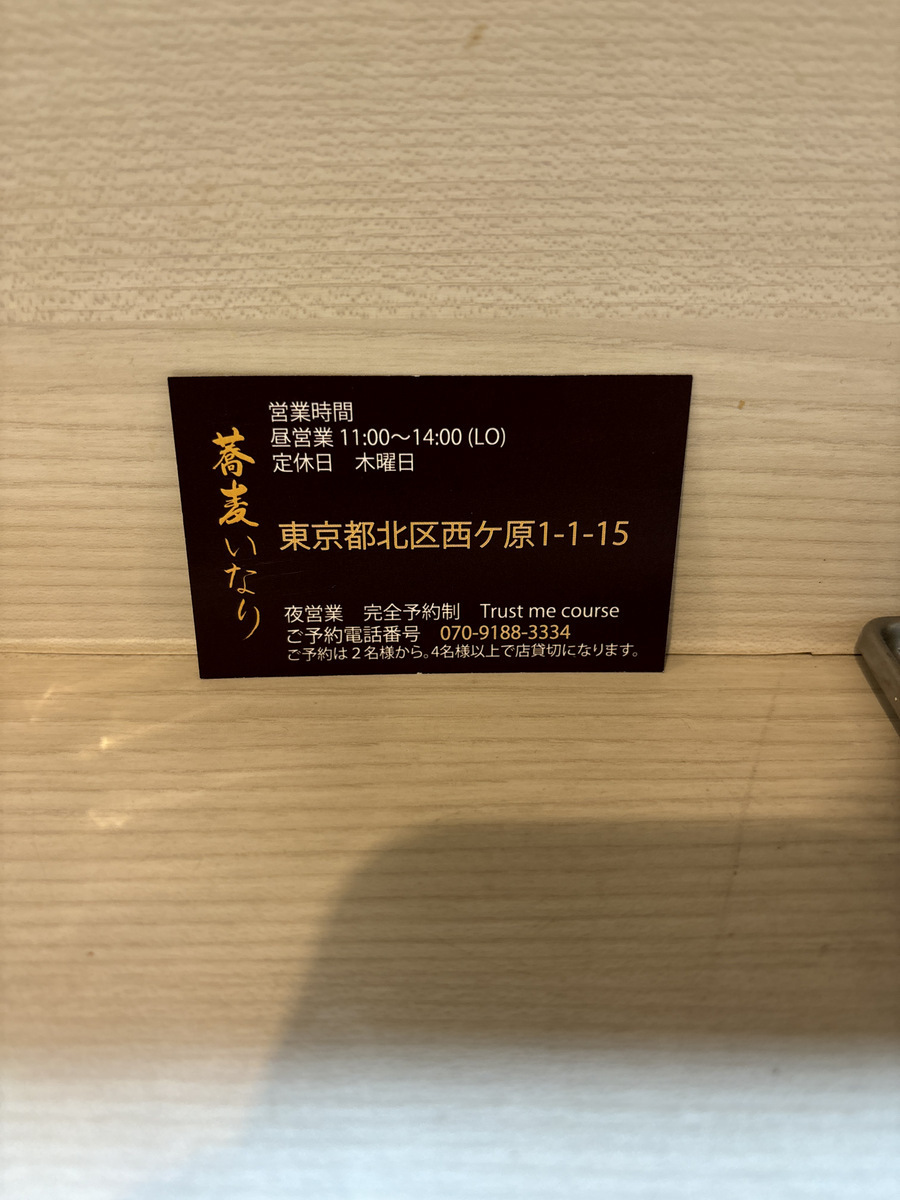 蕎麦いなり
営業時間
昼営業 11:00〜14:00 (LO)
定休日　木曜日
東京都北区西ケ原1-1-15
夜営業　完全予約制　Trust me course
ご予約電話番号　070-9188-3334
ご予約は２名様から。4名様以上で店貸切になります。